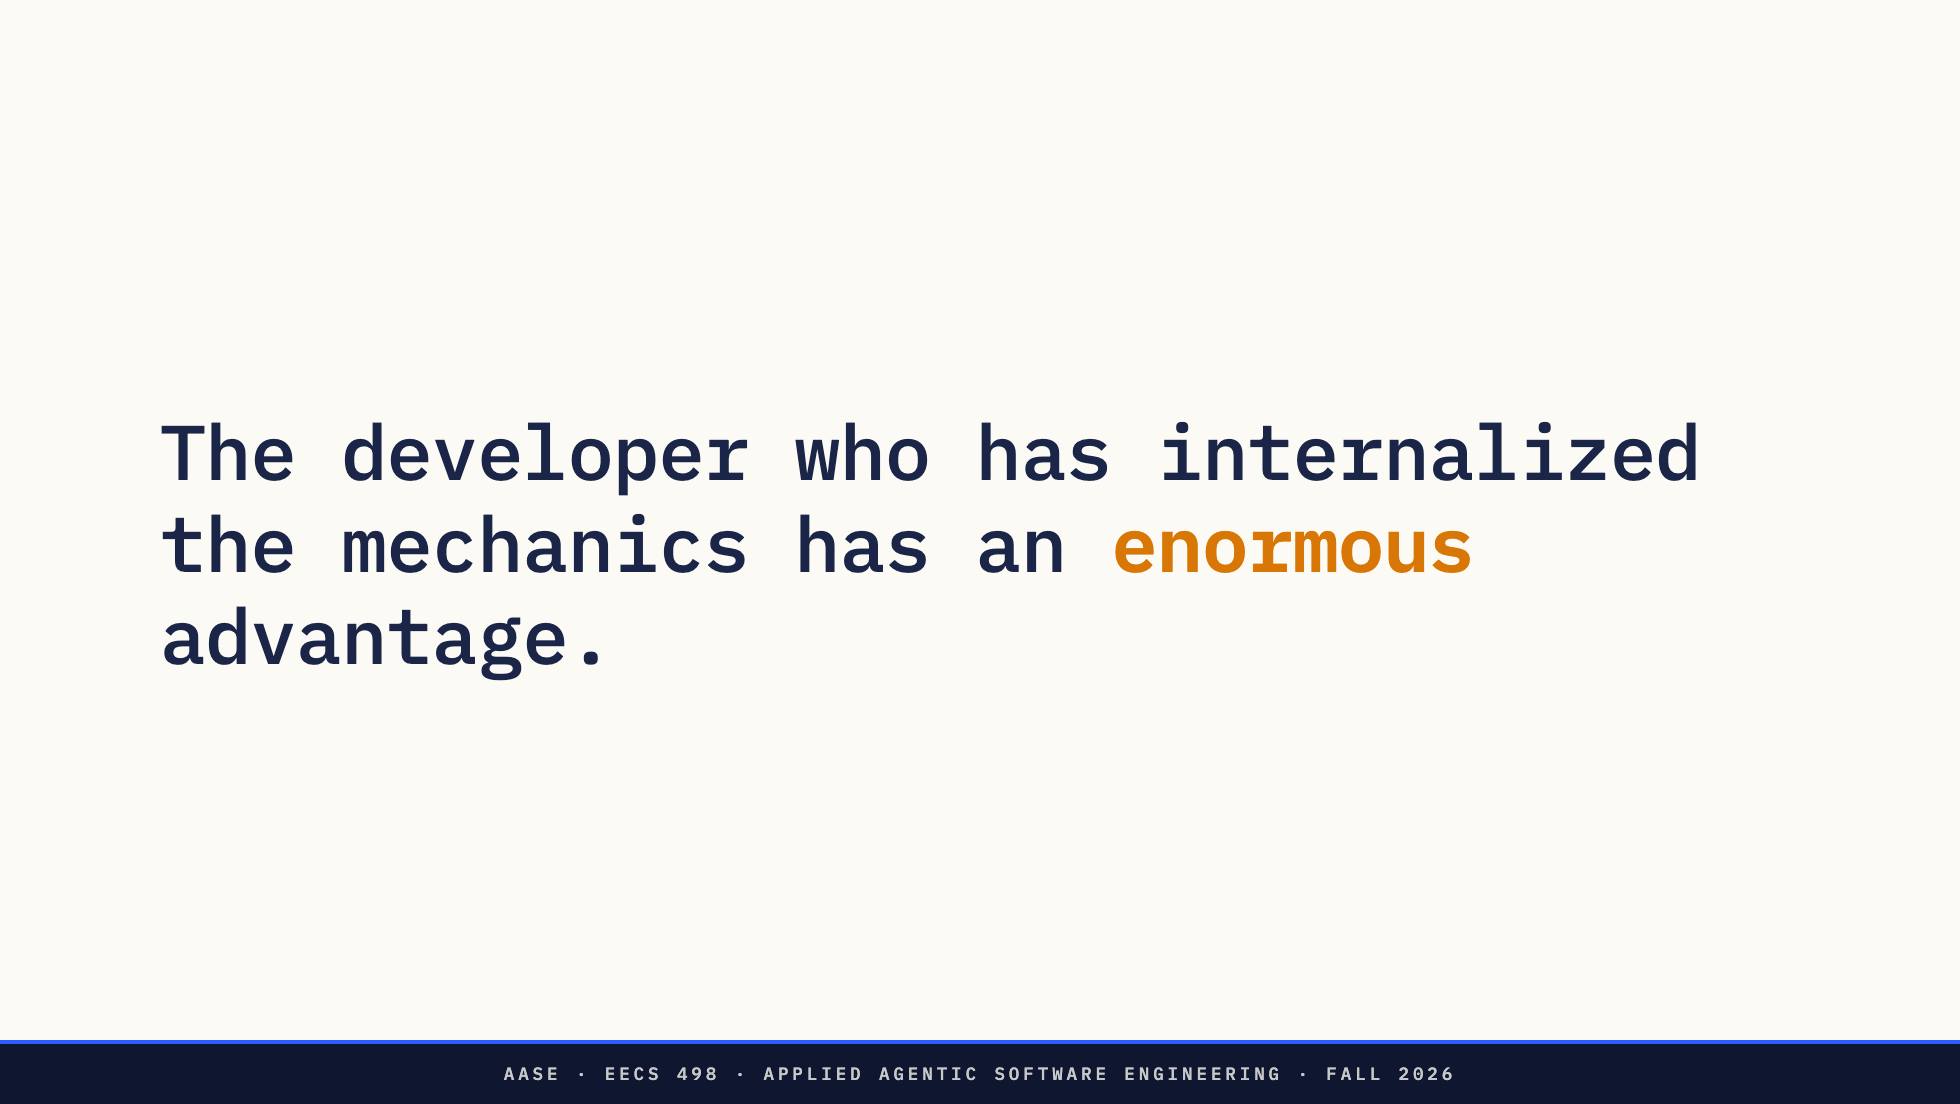 The developer who has internalized
the mechanics has an enormous
advantage.
AASE · EECS 498 · APPLIED AGENTIC SOFTWARE ENGINEERING · FALL 2026